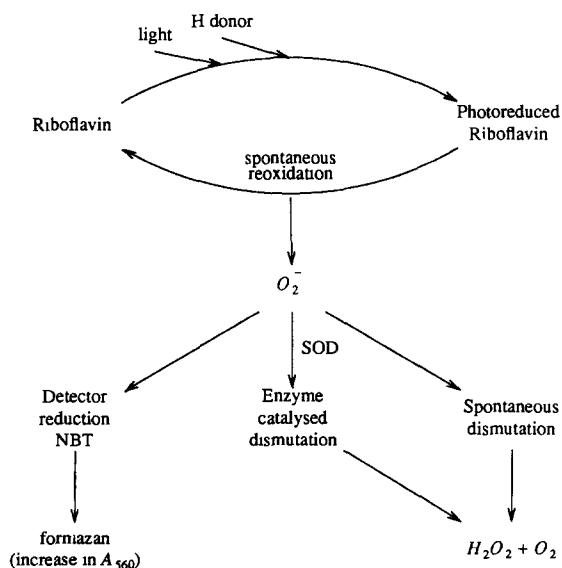 H donor
light
Riboflavin
Photoreduced
Riboflavin
spontaneous
reoxidation
O₂⁻
SOD
Detector
reduction
NBT
Enzyme
catalysed
dismutation
Spontaneous
dismutation
formazan
(increase in A₅₆₀)
H₂O₂ + O₂